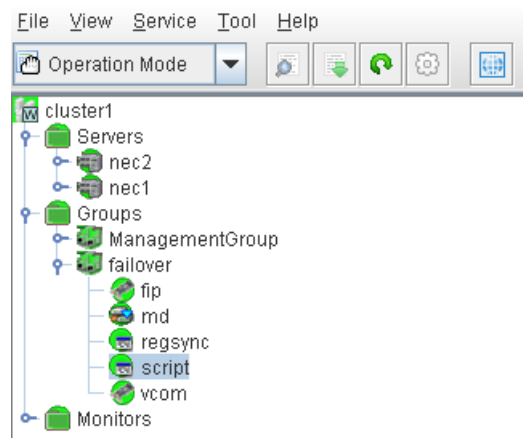 File View Service Tool Help
Operation Mode
cluster1
Servers
nec2
nec1
Groups
ManagementGroup
failover
fip
md
regsync
script
vcom
Monitors